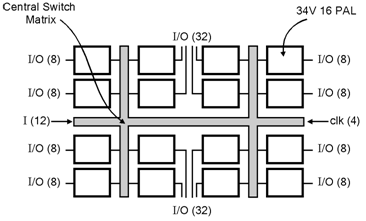 Central Switch
Matrix
I/O (32)
34V 16 PAL
I/O (8)
I/O (8)
I/O (8)
I/O (8)
I (12)
clk (4)
I/O (8)
I/O (8)
I/O (8)
I/O (8)
I/O (32)